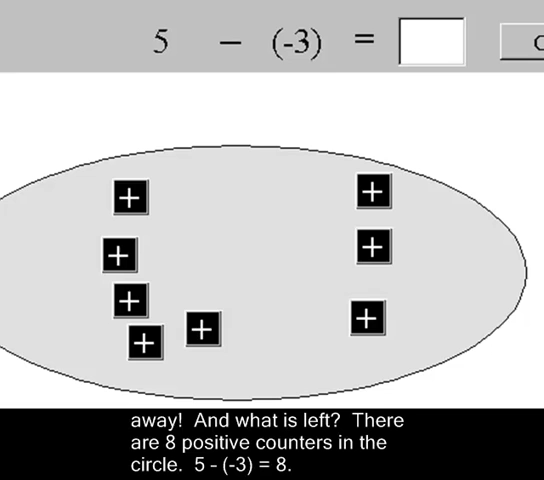 5 − (-3) =
+ +
+ +
+
+ + +
away!  And what is left?  There
are 8 positive counters in the
circle.  5 - (-3) = 8.